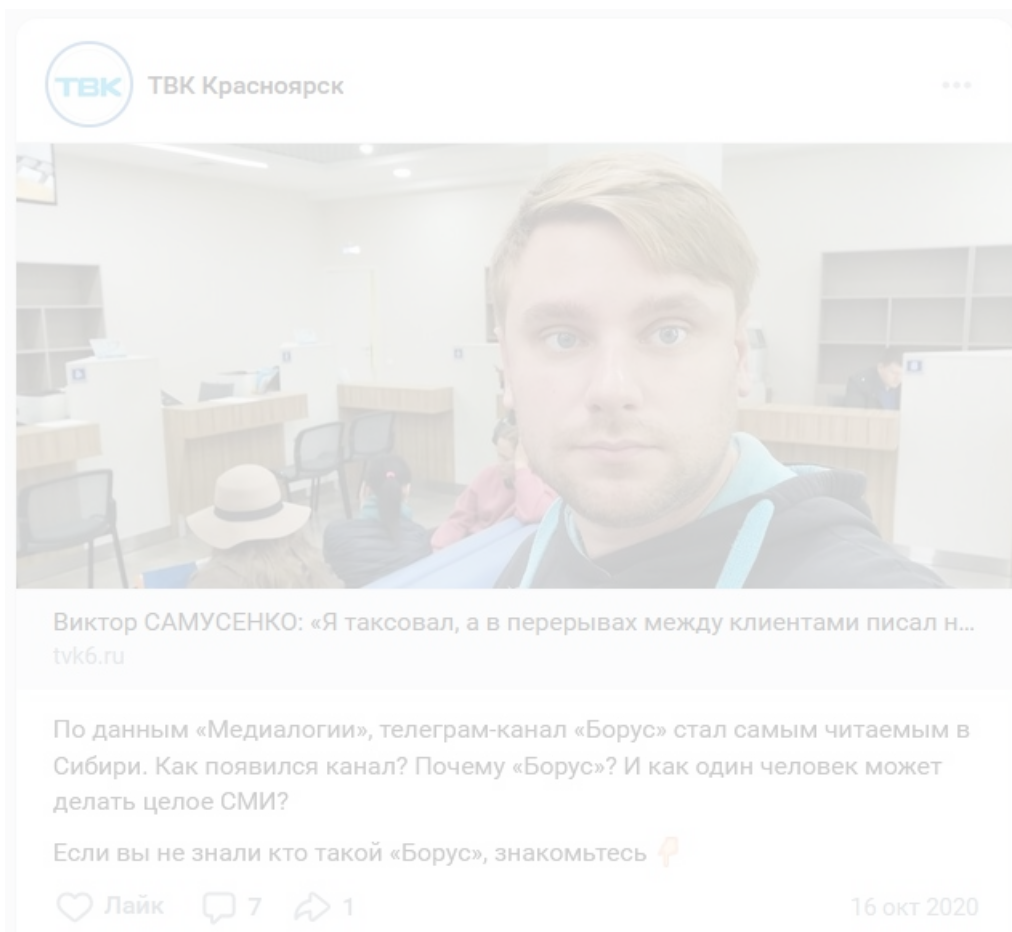 ТВК
ТВК Красноярск
Виктор САМУСЕНКО: «Я таксовал, а в перерывах между клиентами писал н...
tvk6.ru
По данным «Медиалогии», телеграм-канал «Борус» стал самым читаемым в
Сибири. Как появился канал? Почему «Борус»? И как один человек может
делать целое СМИ?
Если вы не знали кто такой «Борус», знакомьтесь
Лайк 7 1 16 окт 2020